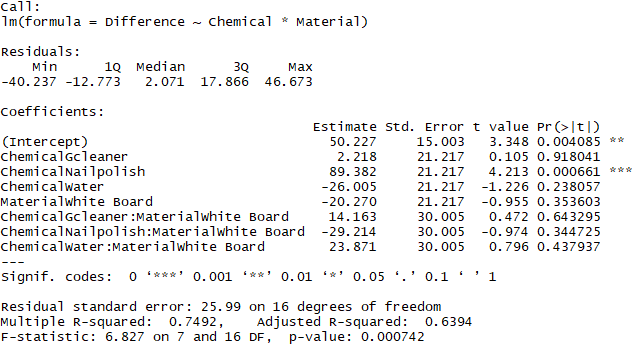 Call:
lm(formula = Difference ~ Chemical * Material)
Residuals:
Min 1Q Median 3Q Max
-40.237 -12.773 2.071 17.866 46.673
Coefficients:
Estimate Std. Error t value Pr(>|t|)
(Intercept) 50.227 15.003 3.348 0.004085 **
ChemicalGcleaner 2.218 21.217 0.105 0.918041
ChemicalNailpolish 89.382 21.217 4.213 0.000661 ***
ChemicalWater -26.005 21.217 -1.226 0.238057
MaterialWhite Board -20.270 21.217 -0.955 0.353603
ChemicalGcleaner:MaterialWhite Board 14.163 30.005 0.472 0.643295
ChemicalNailpolish:MaterialWhite Board -29.214 30.005 -0.974 0.344725
ChemicalWater:MaterialWhite Board 23.871 30.005 0.796 0.437937
---
Signif. codes: 0 ‘***’ 0.001 ‘**’ 0.01 ‘*’ 0.05 ‘.’ 0.1 ‘ ’ 1
Residual standard error: 25.99 on 16 degrees of freedom
Multiple R-squared: 0.7492, Adjusted R-squared: 0.6394
F-statistic: 6.827 on 7 and 16 DF, p-value: 0.000742